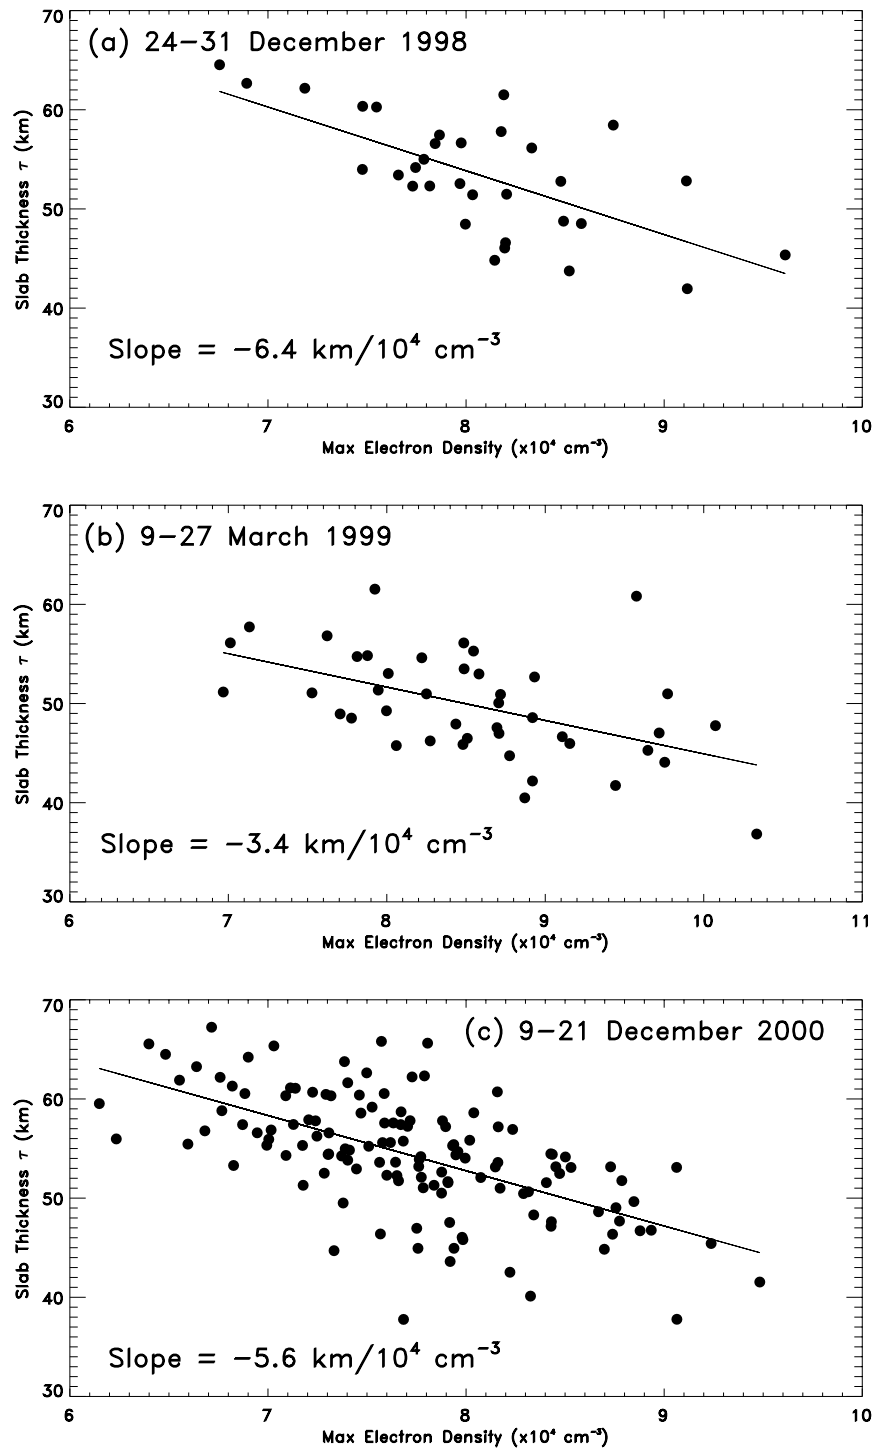 (a) 24−31 December 1998
70
60
50
40
30
Slab Thickness τ (km)
Slope = −6.4 km/10⁴ cm⁻³
6 7 8 9 10
Max Electron Density (x10⁴ cm⁻³)
(b) 9−27 March 1999
70
60
50
40
30
Slab Thickness τ (km)
Slope = −3.4 km/10⁴ cm⁻³
6 7 8 9 10 11
Max Electron Density (x10⁴ cm⁻³)
(c) 9−21 December 2000
70
60
50
40
30
Slab Thickness τ (km)
Slope = −5.6 km/10⁴ cm⁻³
6 7 8 9 10
Max Electron Density (x10⁴ cm⁻³)